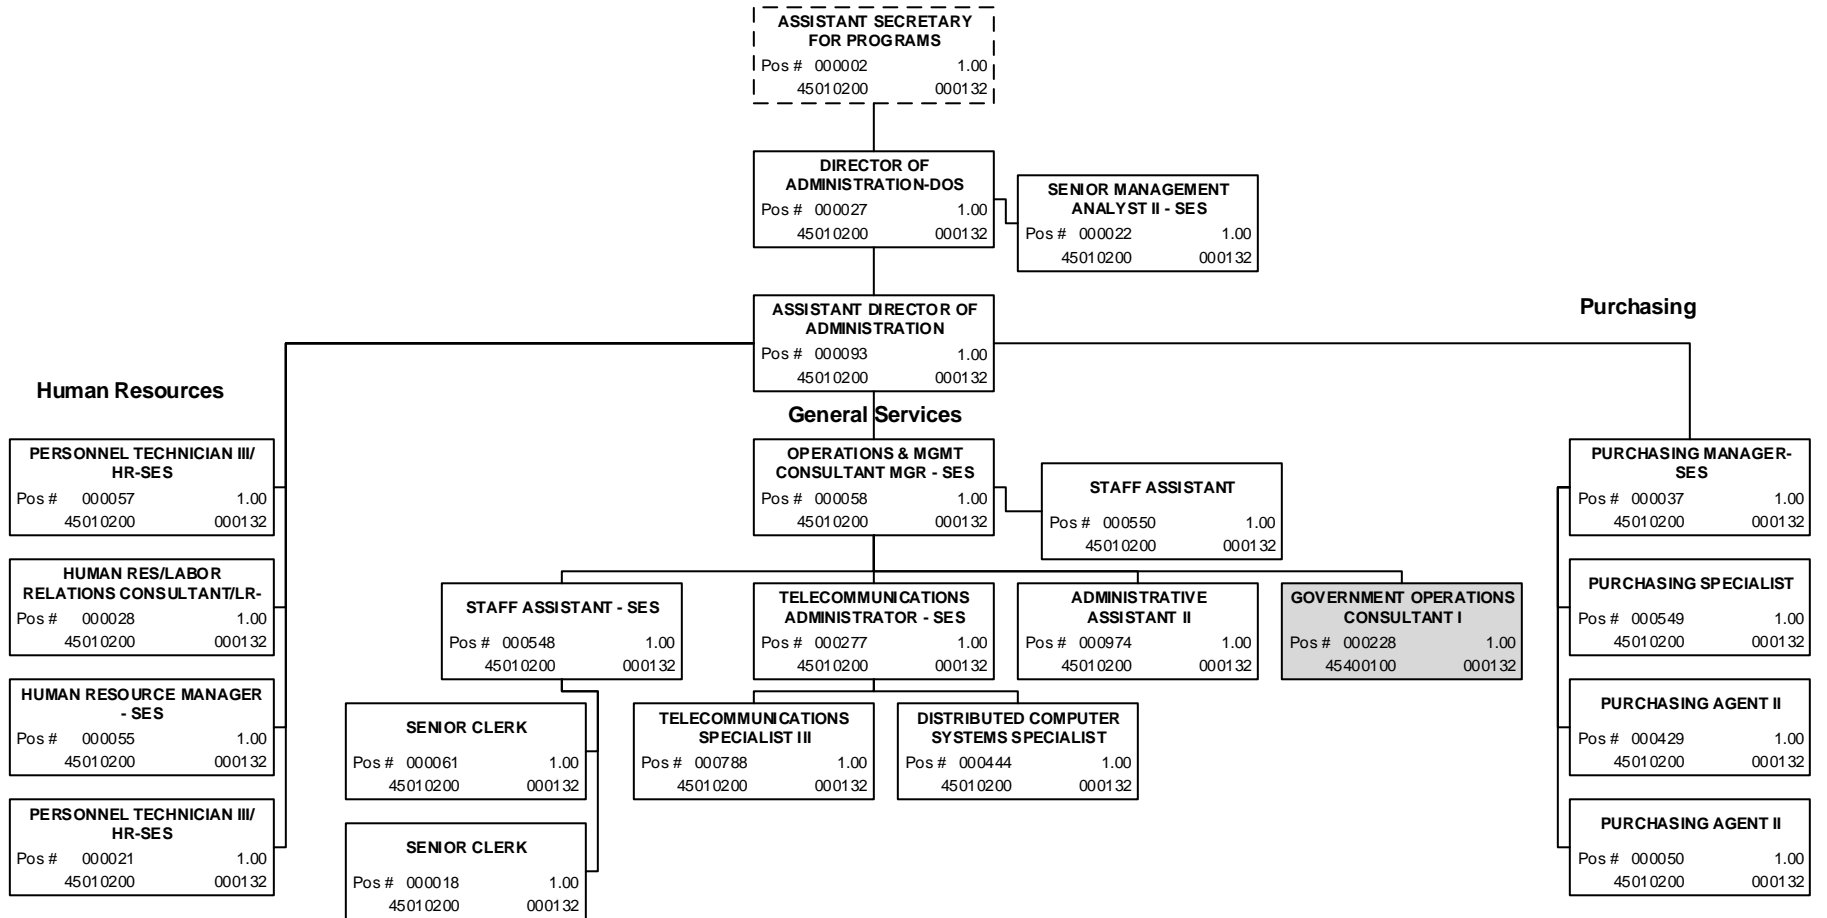 ASSISTANT SECRETARY
FOR PROGRAMS
Pos # 000002 1.00
45010200 000132
DIRECTOR OF
ADMINISTRATION-DOS
Pos # 000027 1.00
45010200 000132
SENIOR MANAGEMENT
ANALYST II - SES
Pos # 000022 1.00
45010200 000132
ASSISTANT DIRECTOR OF
ADMINISTRATION
Pos # 000093 1.00
45010200 000132
Human Resources
PERSONNEL TECHNICIAN III/
HR-SES
Pos # 000057 1.00
45010200 000132
HUMAN RES/LABOR
RELATIONS CONSULTANT/LR-
Pos # 000028 1.00
45010200 000132
HUMAN RESOURCE MANAGER
- SES
Pos # 000055 1.00
45010200 000132
PERSONNEL TECHNICIAN III/
HR-SES
Pos # 000021 1.00
45010200 000132
General Services
OPERATIONS & MGMT
CONSULTANT MGR - SES
Pos # 000058 1.00
45010200 000132
STAFF ASSISTANT
Pos # 000550 1.00
45010200 000132
STAFF ASSISTANT - SES
Pos # 000548 1.00
45010200 000132
TELECOMMUNICATIONS
ADMINISTRATOR - SES
Pos # 000277 1.00
45010200 000132
ADMINISTRATIVE
ASSISTANT II
Pos # 000974 1.00
45010200 000132
GOVERNMENT OPERATIONS
CONSULTANT I
Pos # 000228 1.00
45400100 000132
SENIOR CLERK
Pos # 000061 1.00
45010200 000132
SENIOR CLERK
Pos # 000018 1.00
45010200 000132
TELECOMMUNICATIONS
SPECIALIST III
Pos # 000788 1.00
45010200 000132
DISTRIBUTED COMPUTER
SYSTEMS SPECIALIST
Pos # 000444 1.00
45010200 000132
Purchasing
PURCHASING MANAGER-
SES
Pos # 000037 1.00
45010200 000132
PURCHASING SPECIALIST
Pos # 000549 1.00
45010200 000132
PURCHASING AGENT II
Pos # 000429 1.00
45010200 000132
PURCHASING AGENT II
Pos # 000050 1.00
45010200 000132